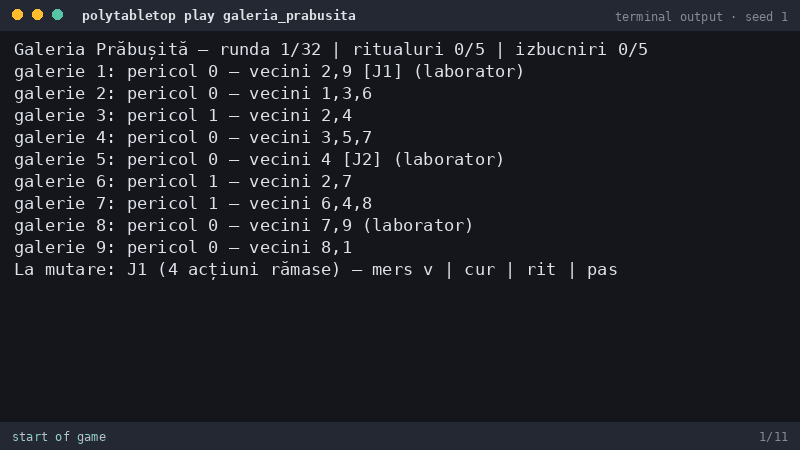 polytabletop play galeria_prabusita
terminal output · seed 1
Galeria Prăbușită — runda 1/32 | ritualuri 0/5 | izbucniri 0/5
galerie 1: pericol 0 — vecini 2,9 [J1] (laborator)
galerie 2: pericol 0 — vecini 1,3,6
galerie 3: pericol 1 — vecini 2,4
galerie 4: pericol 0 — vecini 3,5,7
galerie 5: pericol 0 — vecini 4 [J2] (laborator)
galerie 6: pericol 1 — vecini 2,7
galerie 7: pericol 1 — vecini 6,4,8
galerie 8: pericol 0 — vecini 7,9 (laborator)
galerie 9: pericol 0 — vecini 8,1
La mutare: J1 (4 acțiuni rămase) — mers v | cur | rit | pas
start of game
1/11